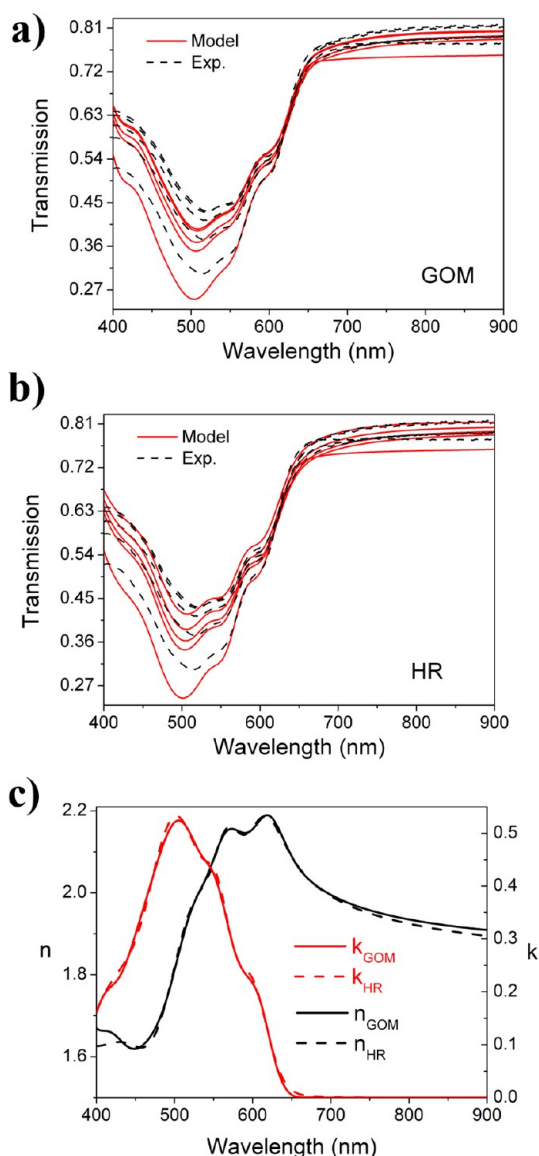 a)
0.81
0.72
0.63
0.54
0.45
0.36
0.27
Transmission
Model
Exp.
GOM
400 500 600 700 800 900
Wavelength (nm)
b)
0.81
0.72
0.63
0.54
0.45
0.36
0.27
Transmission
Model
Exp.
HR
400 500 600 700 800 900
Wavelength (nm)
c)
2.2
2.0
1.8
1.6
n
k GOM
k HR
n GOM
n HR
0.5
0.4
0.3
0.2
0.1
0.0
k
400 500 600 700 800 900
Wavelength (nm)